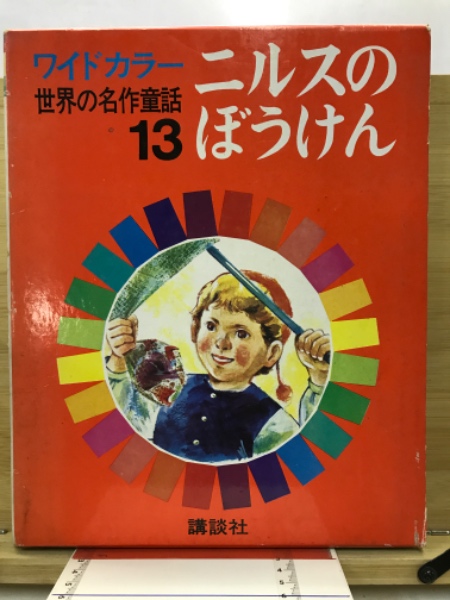 ワイドカラー
世界の名作童話
13
ニルスの
ぼうけん
講談社